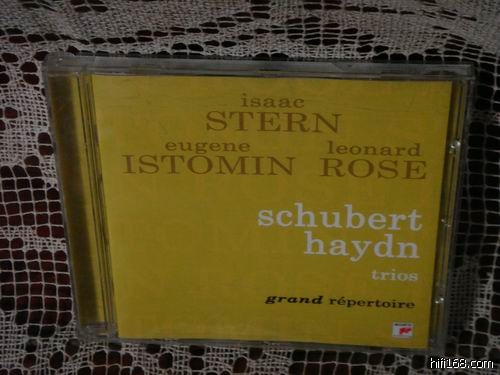 isaac
STERN
eugene leonard
ISTOMIN ROSE
schubert
haydn
trios
grand répertoire
hifi168.com